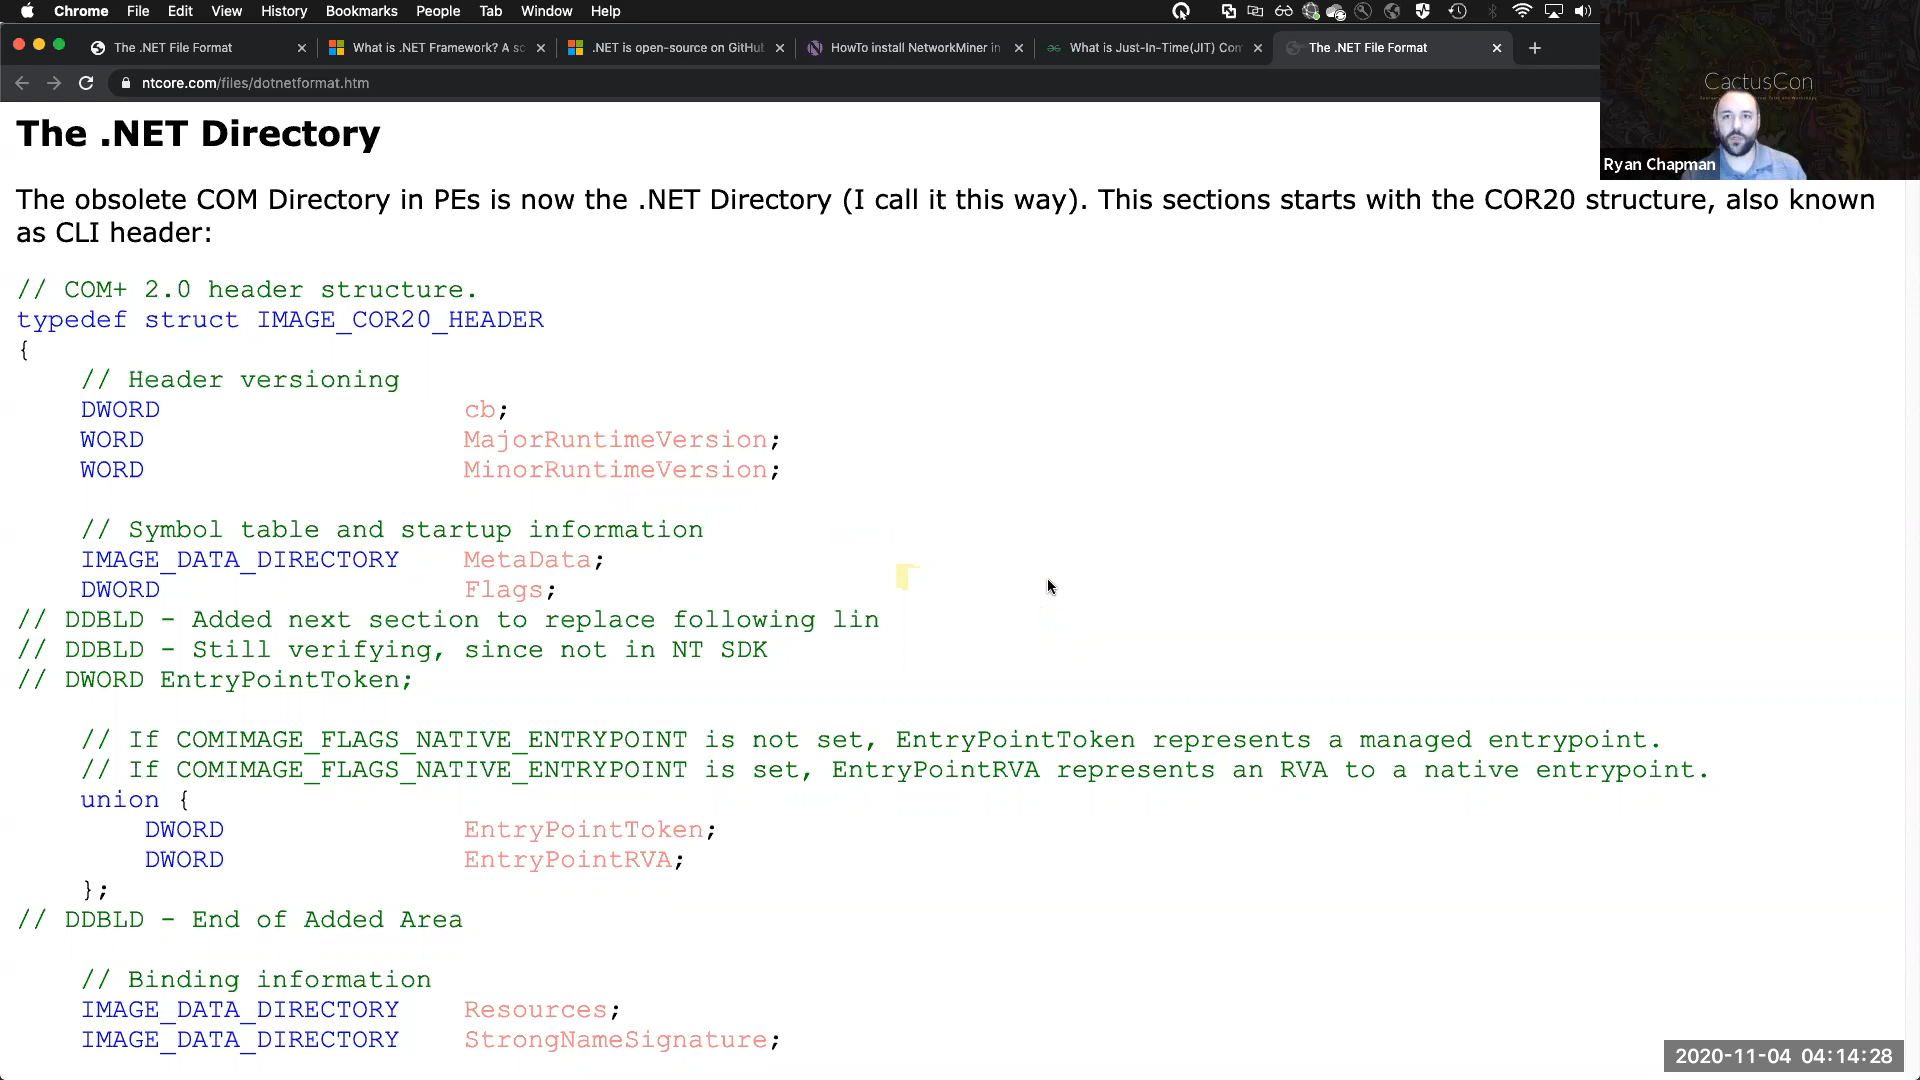 Chrome File Edit View History Bookmarks People Tab Window Help
The .NET File Format
What is .NET Framework? A sc
.NET is open-source on GitHub
HowTo install NetworkMiner in
What is Just-In-Time(JIT) Con
The .NET File Format
ntcore.com/files/dotnetformat.htm
CactusCon
Ryan Chapman
The .NET Directory
The obsolete COM Directory in PEs is now the .NET Directory (I call it this way). This sections starts with the COR20 structure, also known
as CLI header:
// COM+ 2.0 header structure.
typedef struct IMAGE_COR20_HEADER
{
// Header versioning
DWORD cb;
WORD MajorRuntimeVersion;
WORD MinorRuntimeVersion;
// Symbol table and startup information
IMAGE_DATA_DIRECTORY MetaData;
DWORD Flags;
// DDBLD - Added next section to replace following lin
// DDBLD - Still verifying, since not in NT SDK
// DWORD EntryPointToken;
// If COMIMAGE_FLAGS_NATIVE_ENTRYPOINT is not set, EntryPointToken represents a managed entrypoint.
// If COMIMAGE_FLAGS_NATIVE_ENTRYPOINT is set, EntryPointRVA represents an RVA to a native entrypoint.
union {
DWORD EntryPointToken;
DWORD EntryPointRVA;
};
// DDBLD - End of Added Area
// Binding information
IMAGE_DATA_DIRECTORY Resources;
IMAGE_DATA_DIRECTORY StrongNameSignature;
2020-11-04 04:14:28